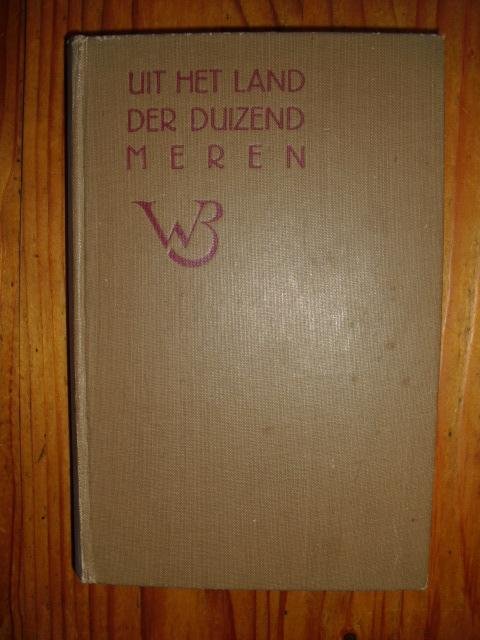 UIT HET LAND
DER DUIZEND
MEREN
WB